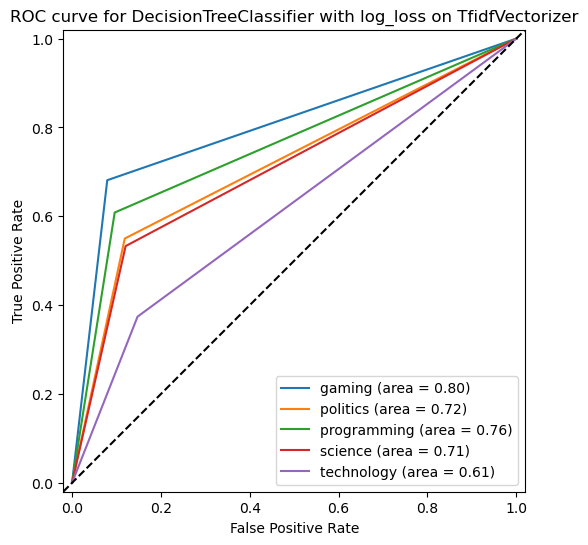 ROC curve for DecisionTreeClassifier with log_loss on TfidfVectorizer
1.0
0.8
0.6
0.4
0.2
0.0
True Positive Rate
gaming (area = 0.80)
politics (area = 0.72)
programming (area = 0.76)
science (area = 0.71)
technology (area = 0.61)
0.0 0.2 0.4 0.6 0.8 1.0
False Positive Rate